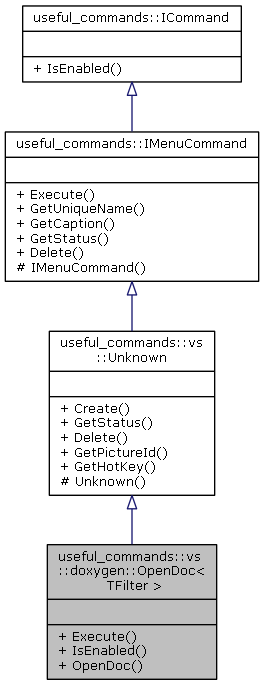 useful_commands::ICommand
+ IsEnabled()
useful_commands::IMenuCommand
+ Execute()
+ GetUniqueName()
+ GetCaption()
+ GetStatus()
+ Delete()
# IMenuCommand()
useful_commands::vs
::Unknown
+ Create()
+ GetStatus()
+ Delete()
+ GetPictureId()
+ GetHotKey()
# Unknown()
useful_commands::vs
::doxygen::OpenDoc<
TFilter >
+ Execute()
+ IsEnabled()
+ OpenDoc()